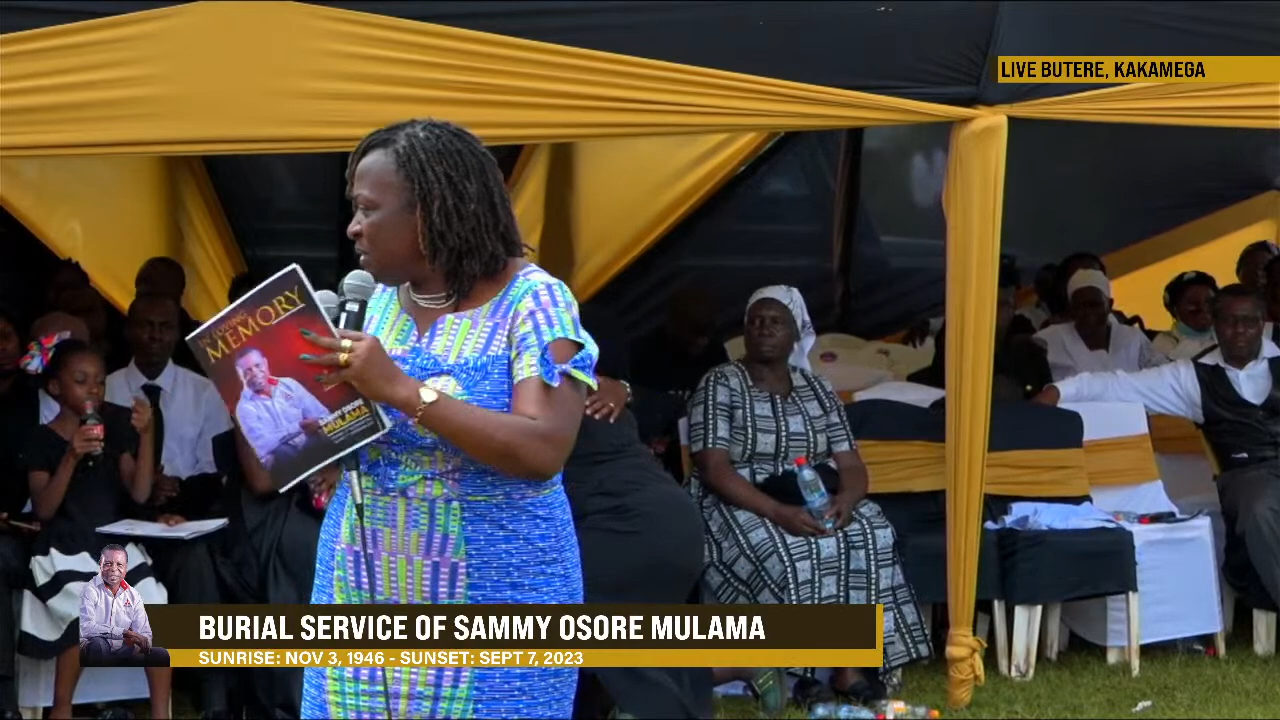 LIVE BUTERE, KAKAMEGA
IN LOVING
MEMORY
SAMMY OSORE
MULAMA
BURIAL SERVICE OF SAMMY OSORE MULAMA
SUNRISE: NOV 3, 1946 - SUNSET: SEPT 7, 2023